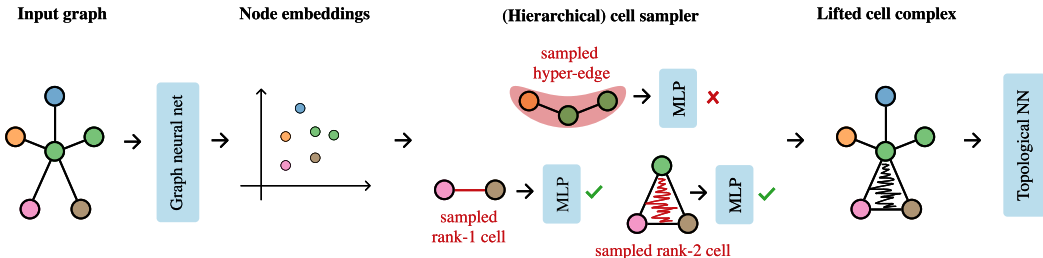 Input graph
Node embeddings
(Hierarchical) cell sampler
Lifted cell complex
Graph neural net
sampled
hyper-edge
MLP
sampled
rank-1 cell
MLP
sampled rank-2 cell
MLP
Topological NN